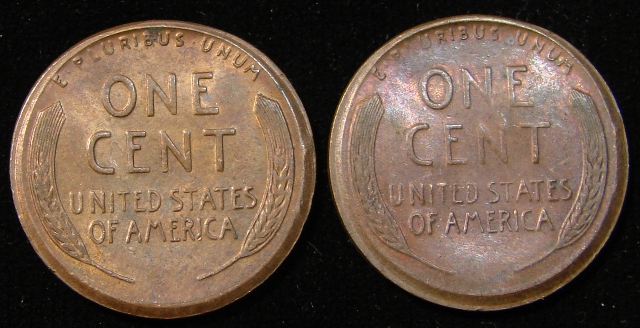 E PLURIBUS UNUM
ONE
CENT
UNITED STATES
OF AMERICA
E PLURIBUS UNUM
ONE
CENT
UNITED STATES
OF AMERICA